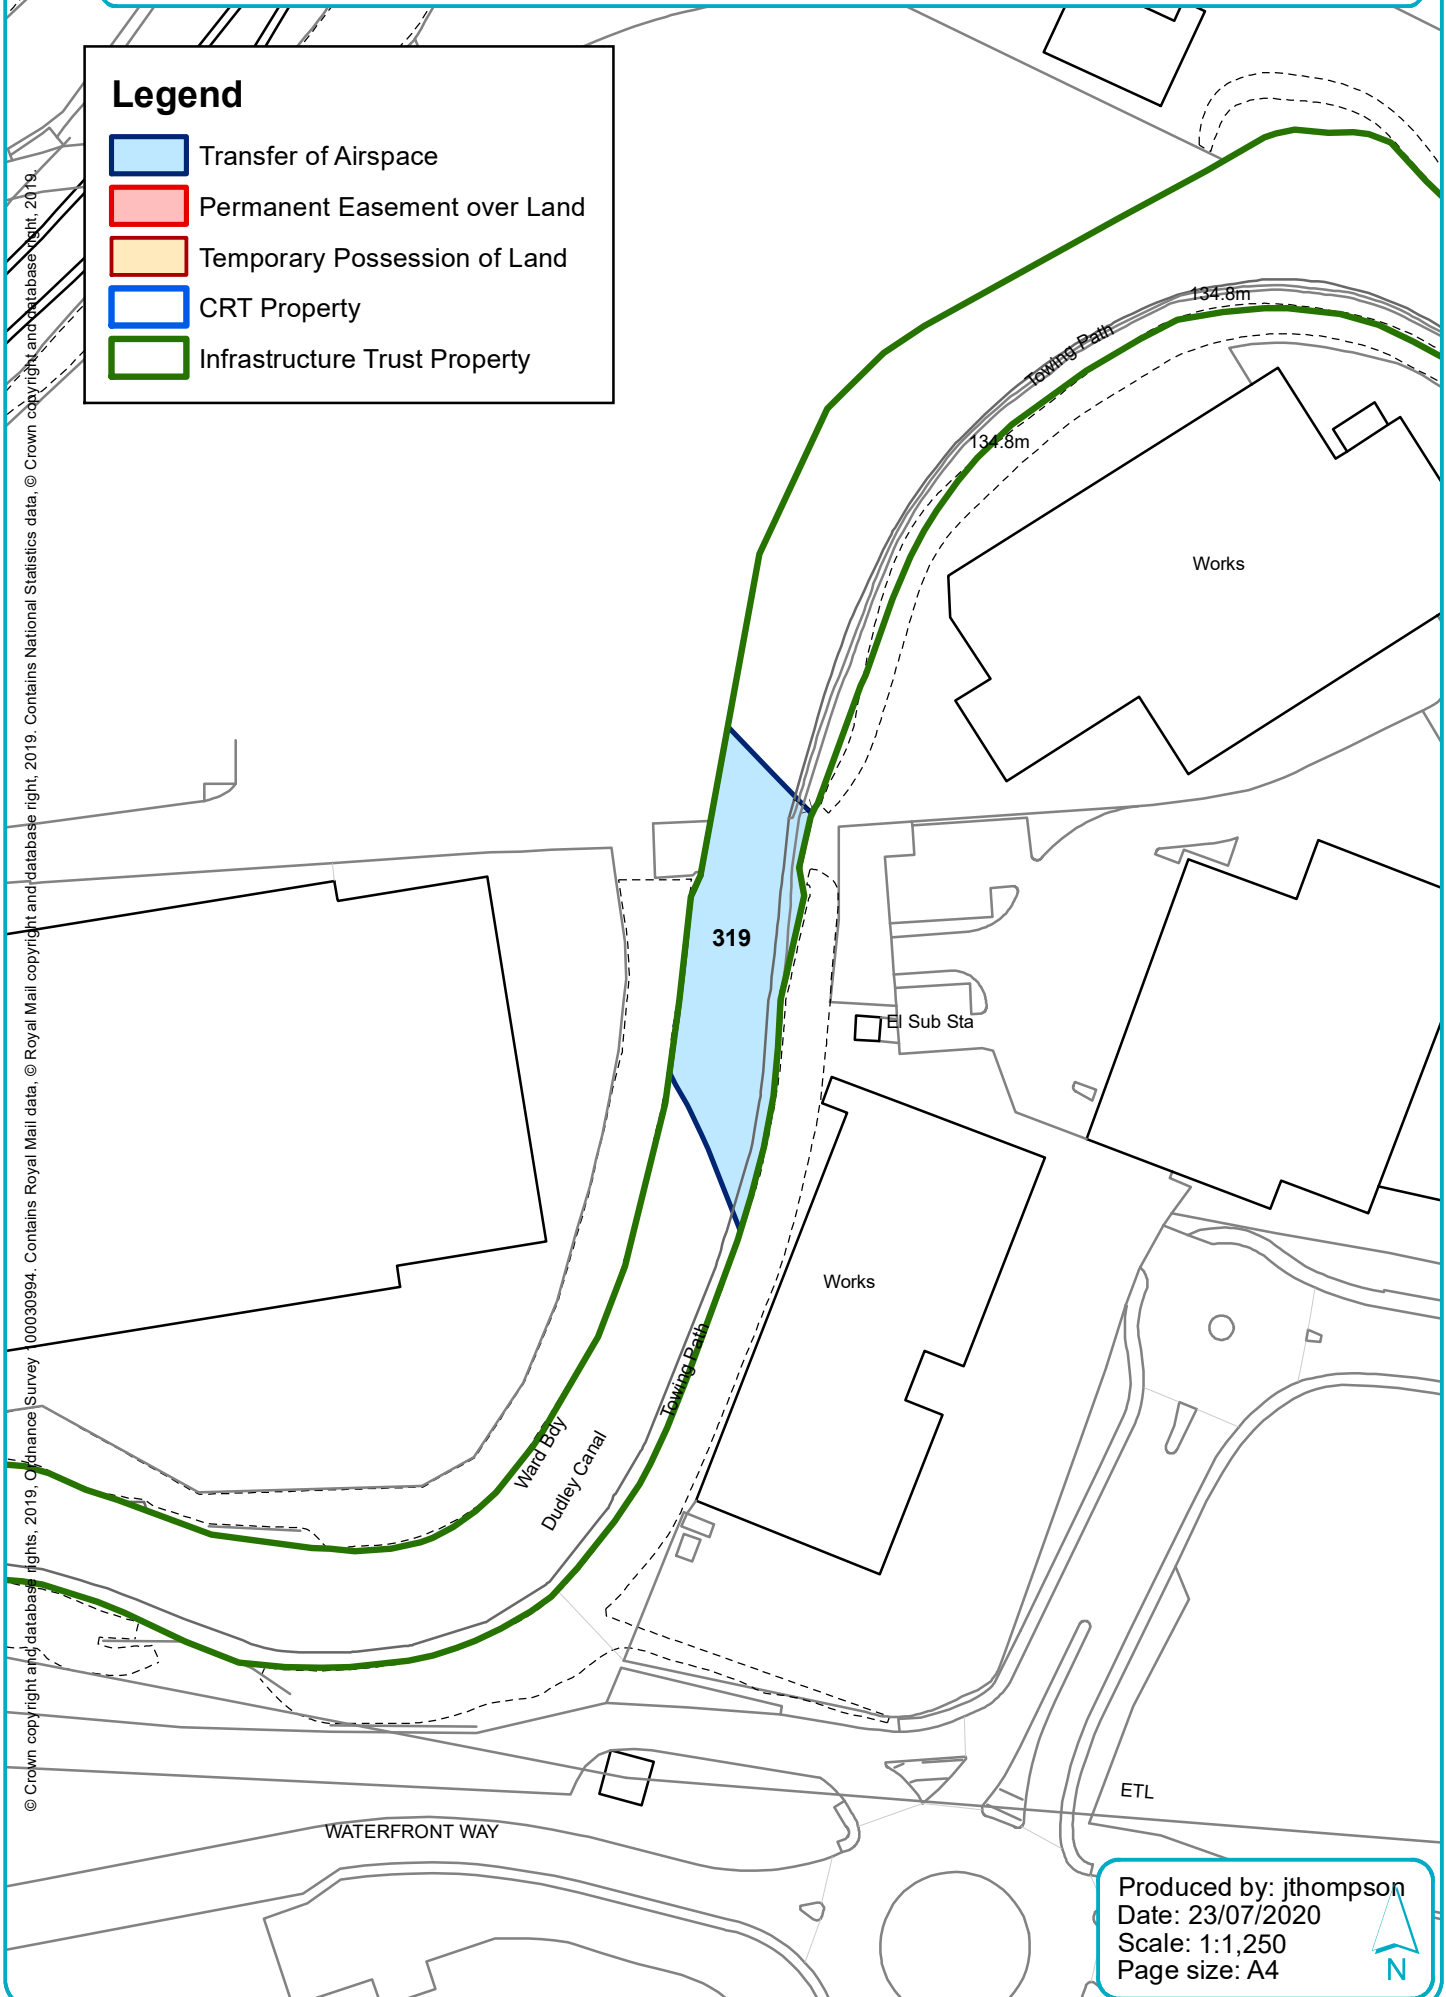 Legend
Transfer of Airspace
Permanent Easement over Land
Temporary Possession of Land
CRT Property
Infrastructure Trust Property
© Crown copyright and database rights, 2019, Ordnance Survey 100030994. Contains Royal Mail data, © Royal Mail copyright and database right, 2019. Contains National Statistics data, © Crown copyright and database right, 2019.
134.8m
Towing Path
134.8m
Works
319
El Sub Sta
Works
Towing Path
Ward Bdy
Dudley Canal
ETL
WATERFRONT WAY
Produced by: jthompson
Date: 23/07/2020
Scale: 1:1,250
Page size: A4
N